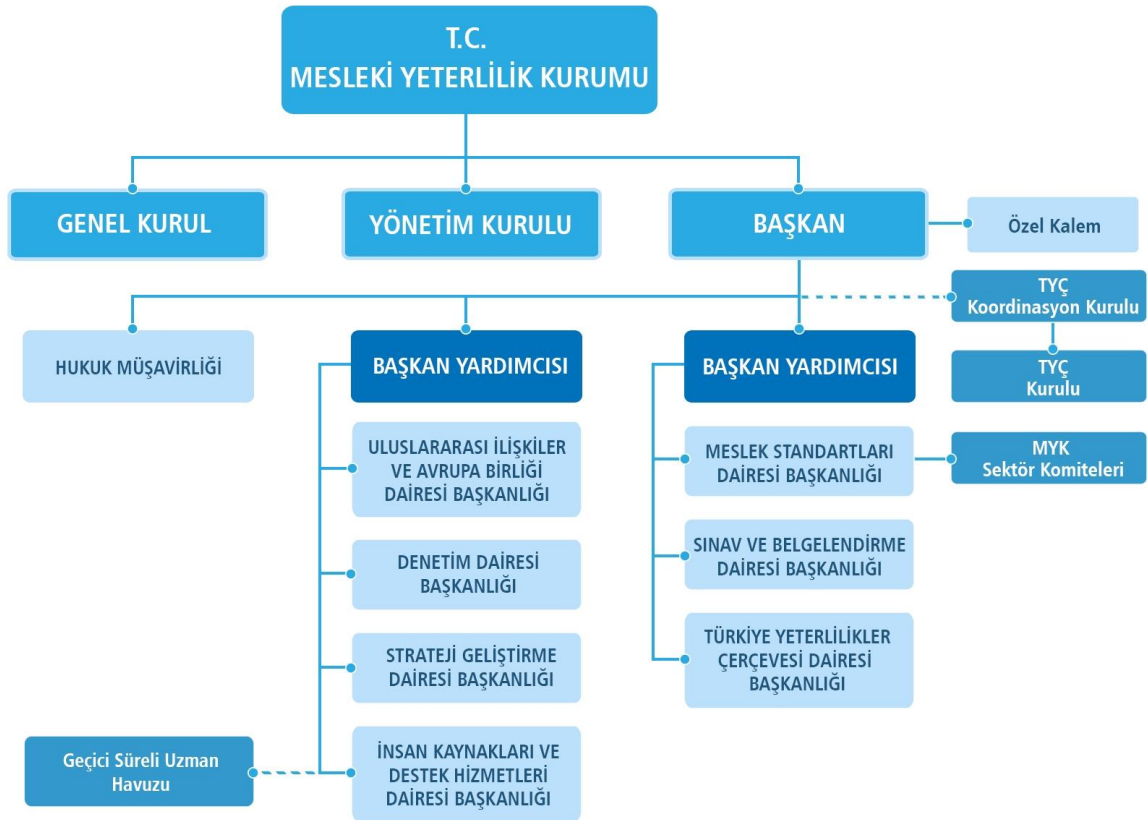 T.C.
MESLEKİ YETERLİLİK KURUMU
GENEL KURUL
YÖNETİM KURULU
BAŞKAN
Özel Kalem
TYÇ
Koordinasyon Kurulu
TYÇ
Kurulu
HUKUK MÜŞAVİRLİĞİ
BAŞKAN YARDIMCISI
BAŞKAN YARDIMCISI
ULUSLARARASI İLİŞKİLER
VE AVRUPA BİRLİĞİ
DAİRESİ BAŞKANLIĞI
MESLEK STANDARTLARI
DAİRESİ BAŞKANLIĞI
MYK
Sektör Komiteleri
DENETİM DAİRESİ
BAŞKANLIĞI
SINAV VE BELGELENDİRME
DAİRESİ BAŞKANLIĞI
STRATEJİ GELİŞTİRME
DAİRESİ BAŞKANLIĞI
TÜRKİYE YETERLİLİKLER
ÇERÇEVESİ DAİRESİ
BAŞKANLIĞI
Geçici Süreli Uzman
Havuzu
İNSAN KAYNAKLARI VE
DESTEK HİZMETLERİ
DAİRESİ BAŞKANLIĞI